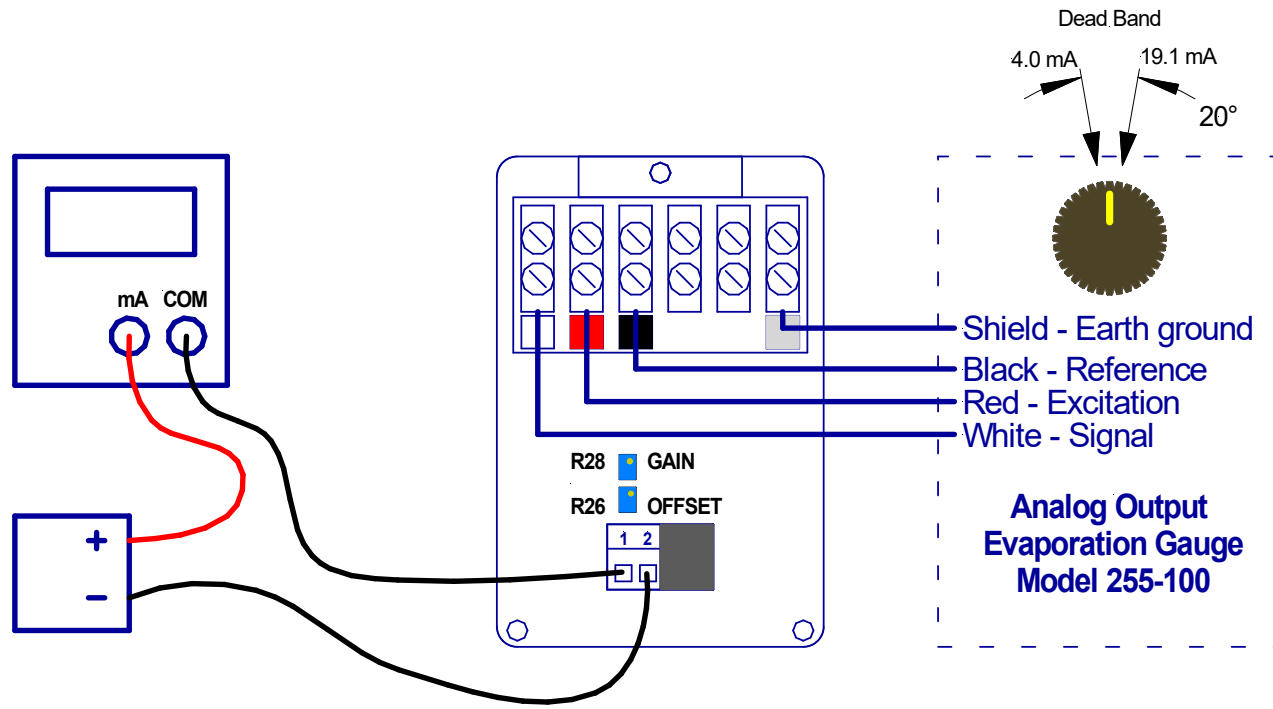 Dead Band
4.0 mA
19.1 mA
20°
mA COM
Shield - Earth ground
Black - Reference
Red - Excitation
White - Signal
R28 GAIN
R26 OFFSET
1 2
+
−
Analog Output
Evaporation Gauge
Model 255-100